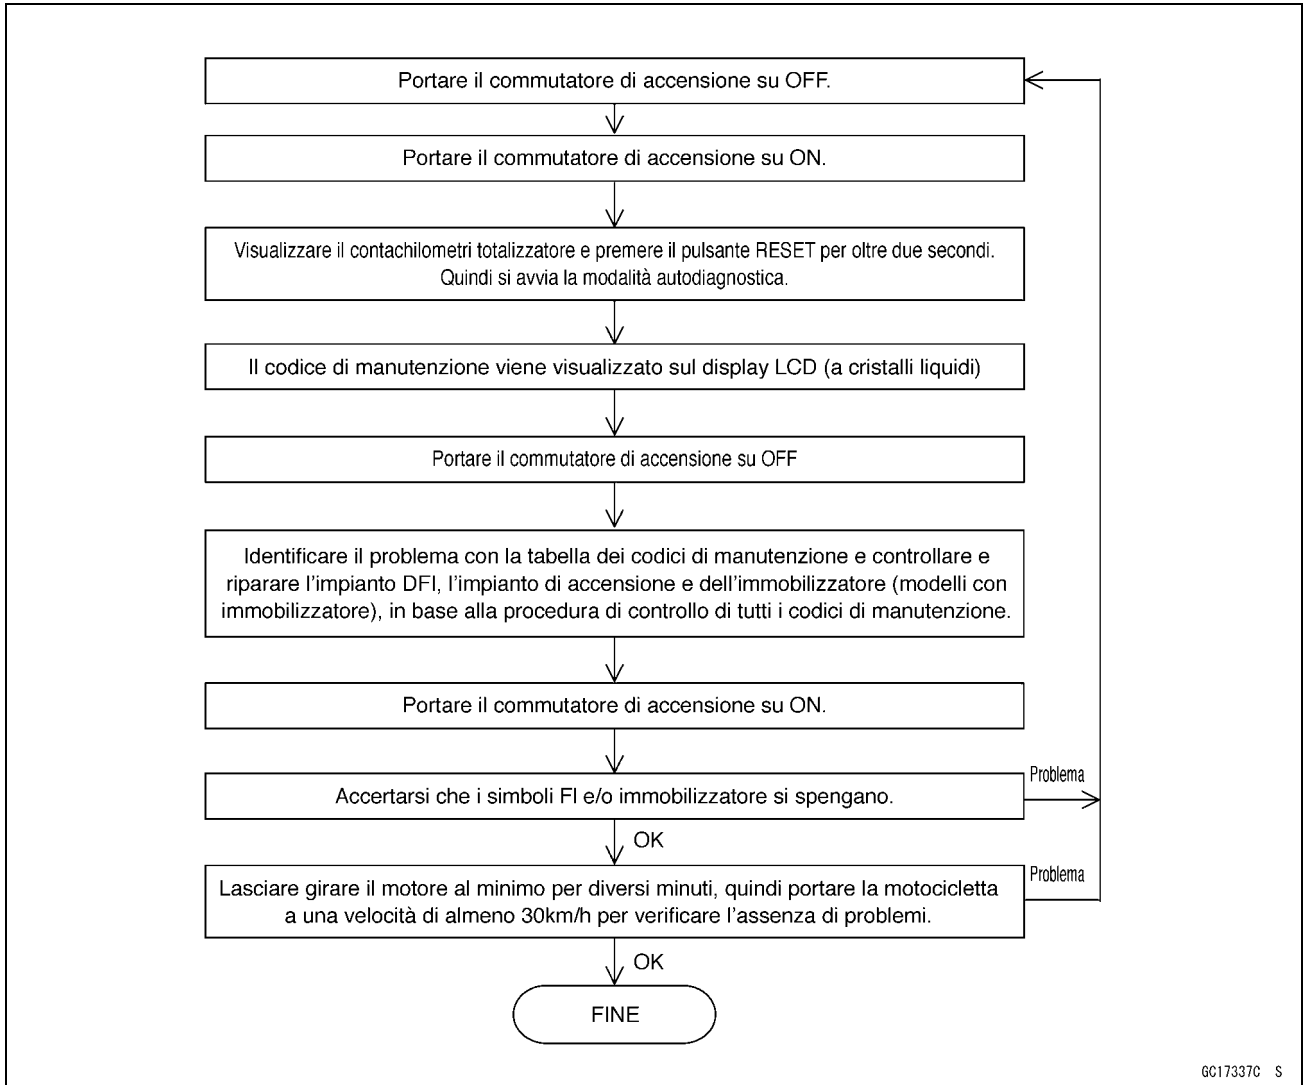 Portare il commutatore di accensione su OFF.
Portare il commutatore di accensione su ON.
Visualizzare il contachilometri totalizzatore e premere il pulsante RESET per oltre due secondi.
Quindi si avvia la modalità autodiagnostica.
Il codice di manutenzione viene visualizzato sul display LCD (a cristalli liquidi)
Portare il commutatore di accensione su OFF
Identificare il problema con la tabella dei codici di manutenzione e controllare e
riparare l'impianto DFI, l'impianto di accensione e dell'immobilizzatore (modelli con
immobilizzatore), in base alla procedura di controllo di tutti i codici di manutenzione.
Portare il commutatore di accensione su ON.
Accertarsi che i simboli FI e/o immobilizzatore si spengano.
Problema
OK
Lasciare girare il motore al minimo per diversi minuti, quindi portare la motocicletta
a una velocità di almeno 30km/h per verificare l'assenza di problemi.
Problema
OK
FINE
GC17337C S